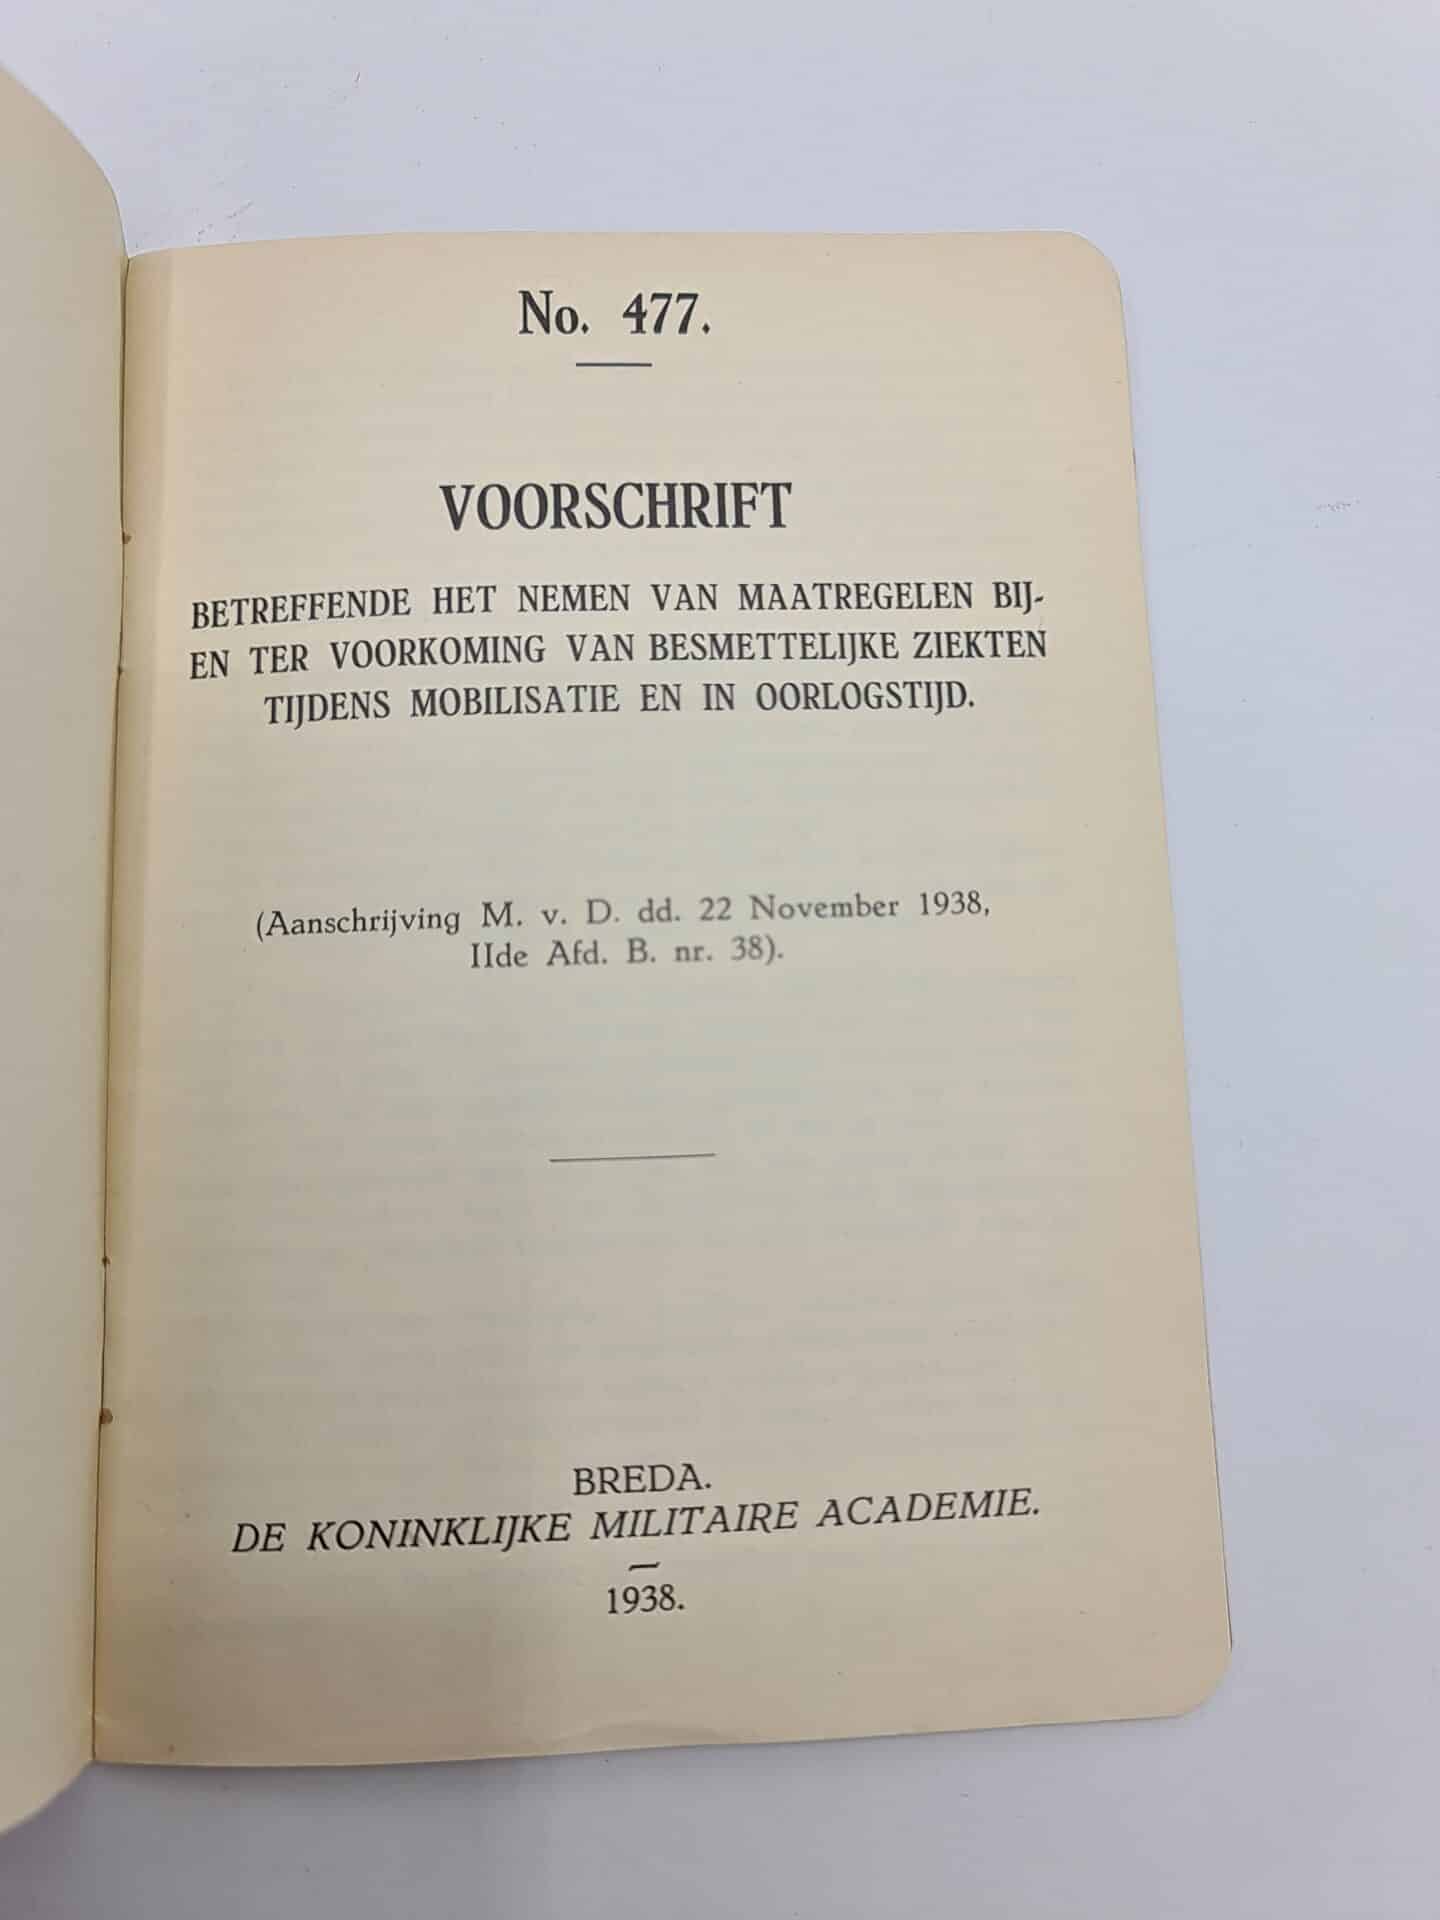 No. 477.
VOORSCHRIFT
BETREFFENDE HET NEMEN VAN MAATREGELEN BIJ-
EN TER VOORKOMING VAN BESMETTELIJKE ZIEKTEN
TIJDENS MOBILISATIE EN IN OORLOGSTIJD.
(Aanschrijving M. v. D. dd. 22 November 1938,
IIde Afd. B. nr. 38).
BREDA.
DE KONINKLIJKE MILITAIRE ACADEMIE.
1938.